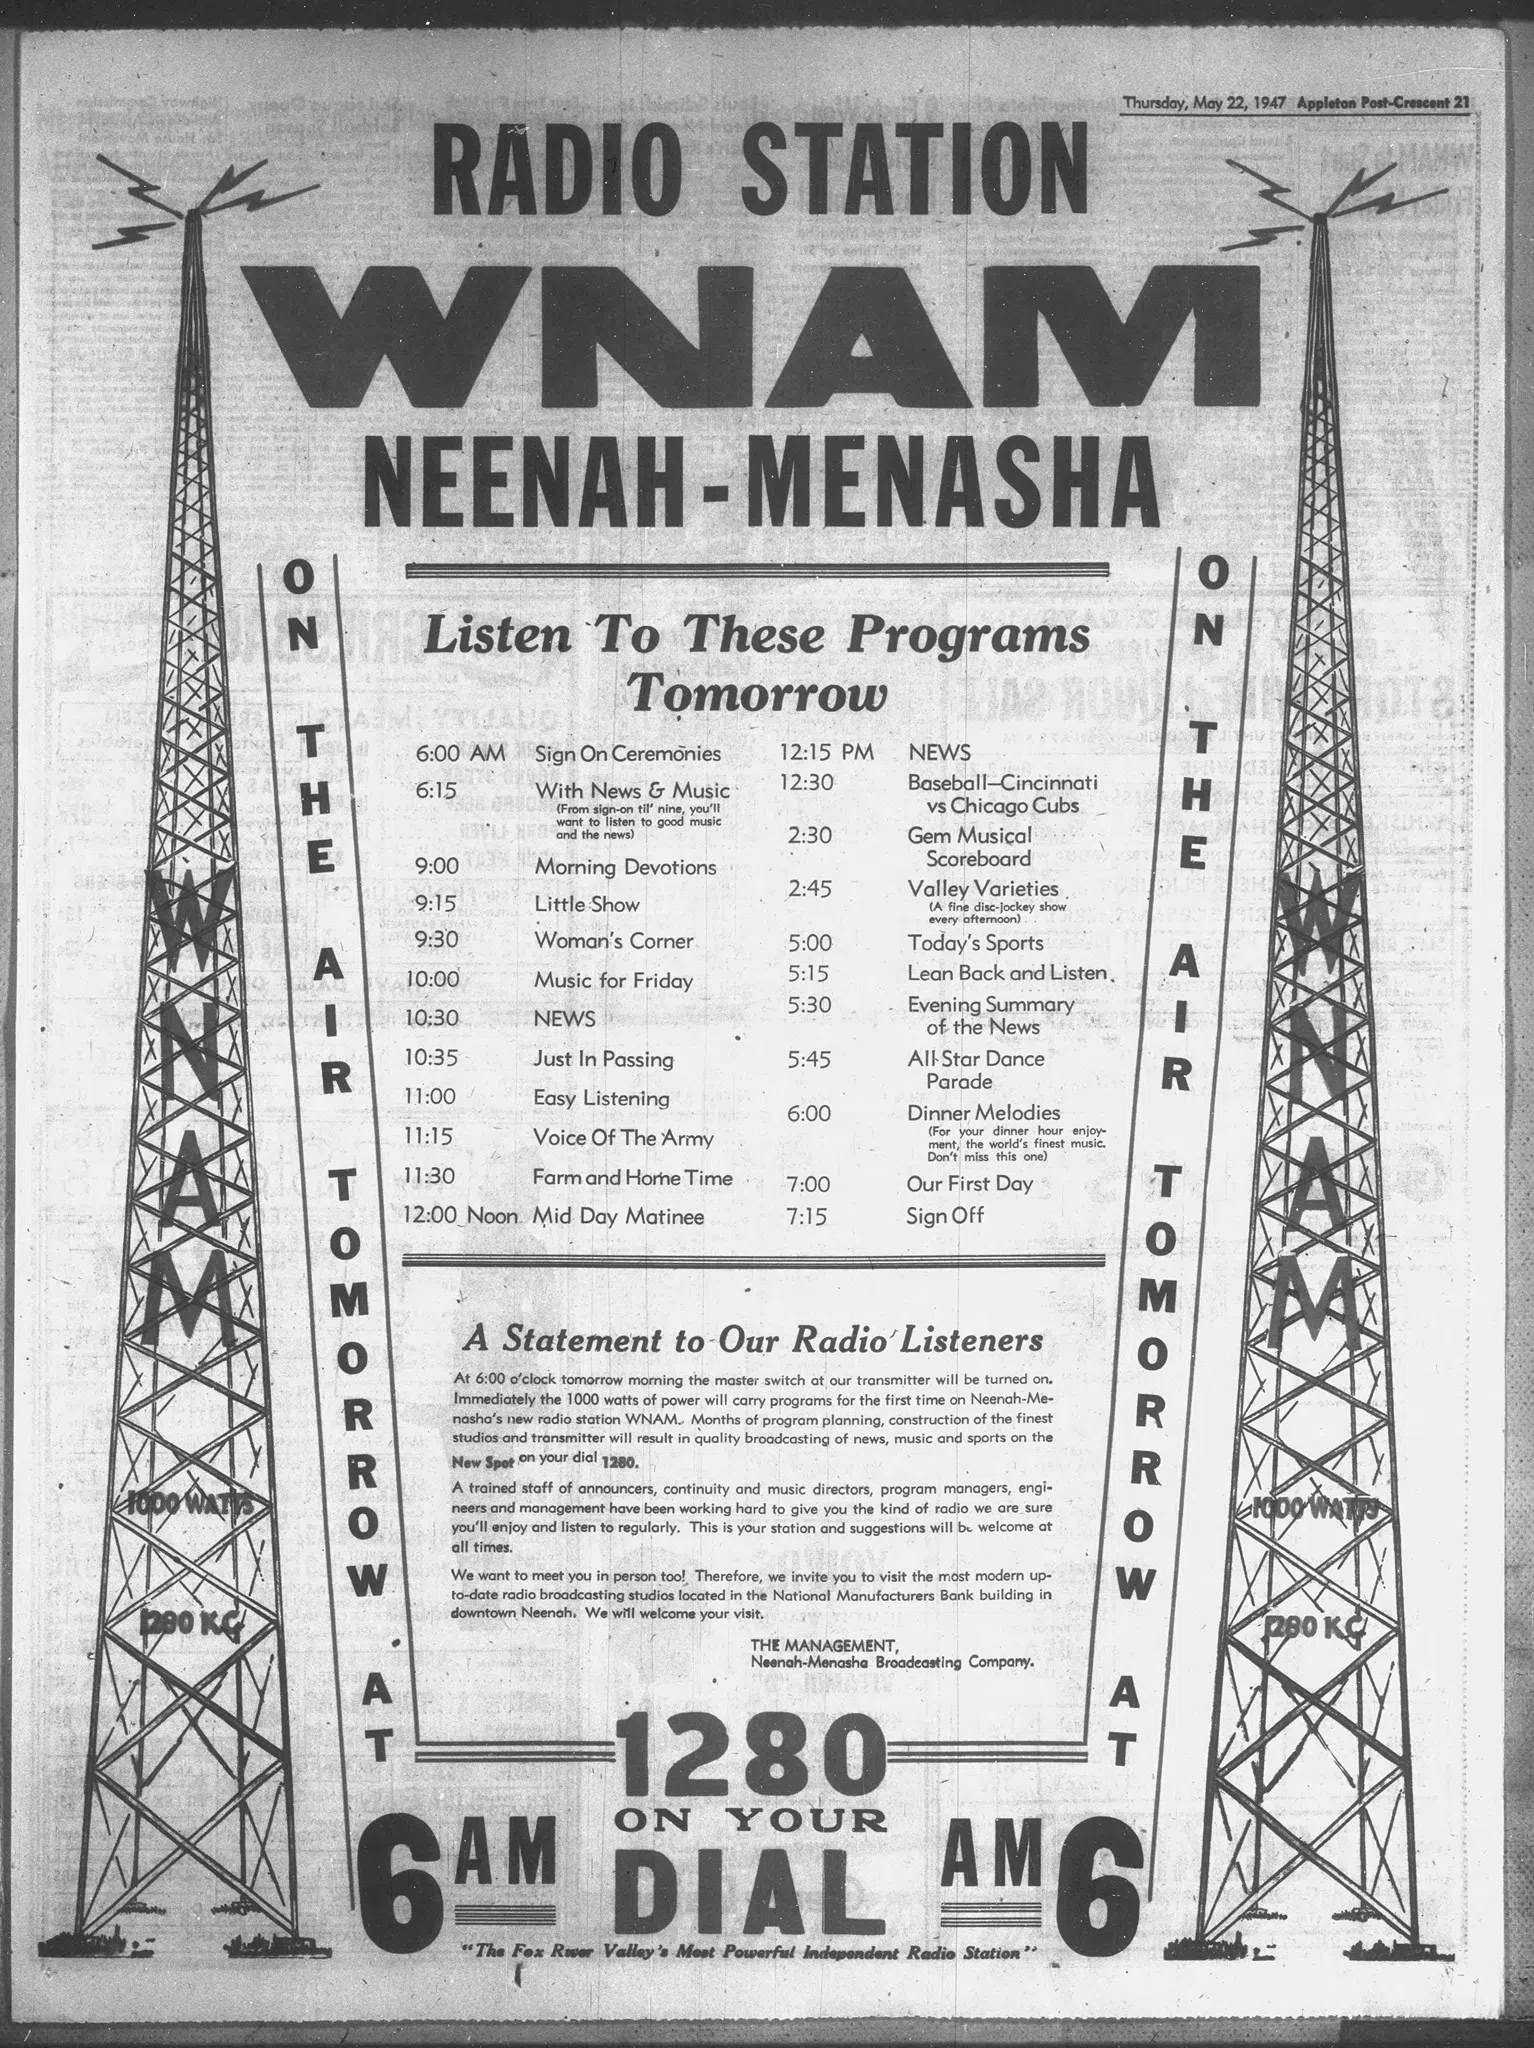 Thursday, May 22, 1947 Appleton Post-Crescent 21
RADIO STATION
WNAM
NEENAH-MENASHA
ON THE AIR TOMORROW AT
6 AM
Listen To These Programs
Tomorrow
6:00 AM Sign On Ceremonies
6:15 With News & Music
(From sign-on til' nine, you'll
want to listen to good music
and the news)
9:00 Morning Devotions
9:15 Little Show
9:30 Woman's Corner
10:00 Music for Friday
10:30 NEWS
10:35 Just In Passing
11:00 Easy Listening
11:15 Voice Of The Army
11:30 Farm and Home Time
12:00 Noon Mid Day Matinee
12:15 PM NEWS
12:30 Baseball—Cincinnati
vs Chicago Cubs
2:30 Gem Musical
Scoreboard
2:45 Valley Varieties
(A fine disc-jockey show
every afternoon)
5:00 Today's Sports
5:15 Lean Back and Listen
5:30 Evening Summary
of the News
5:45 All-Star Dance
Parade
6:00 Dinner Melodies
(For your dinner hour enjoy-
ment, the world's finest music.
Don't miss this one)
7:00 Our First Day
7:15 Sign Off
A Statement to Our Radio Listeners
At 6:00 o'clock tomorrow morning the master switch at our transmitter will be turned on.
Immediately the 1000 watts of power will carry programs for the first time on Neenah-Me-
nasha's new radio station WNAM. Months of program planning, construction of the finest
studios and transmitter will result in quality broadcasting of news, music and sports on the
New Spot on your dial 1280.
A trained staff of announcers, continuity and music directors, program managers, engi-
neers and management have been working hard to give you the kind of radio we are sure
you'll enjoy and listen to regularly. This is your station and suggestions will be welcome at
all times.
We want to meet you in person too! Therefore, we invite you to visit the most modern up-
to-date radio broadcasting studios located in the National Manufacturers Bank building in
downtown Neenah. We will welcome your visit.
THE MANAGEMENT,
Neenah-Menasha Broadcasting Company.
1280
ON YOUR
DIAL
"The Fox River Valley's Most Powerful Independent Radio Station"
ON THE AIR TOMORROW AT
AM 6
WNAM
1000 WATTS
1280 KC
WNAM
1000 WATTS
1280 KC